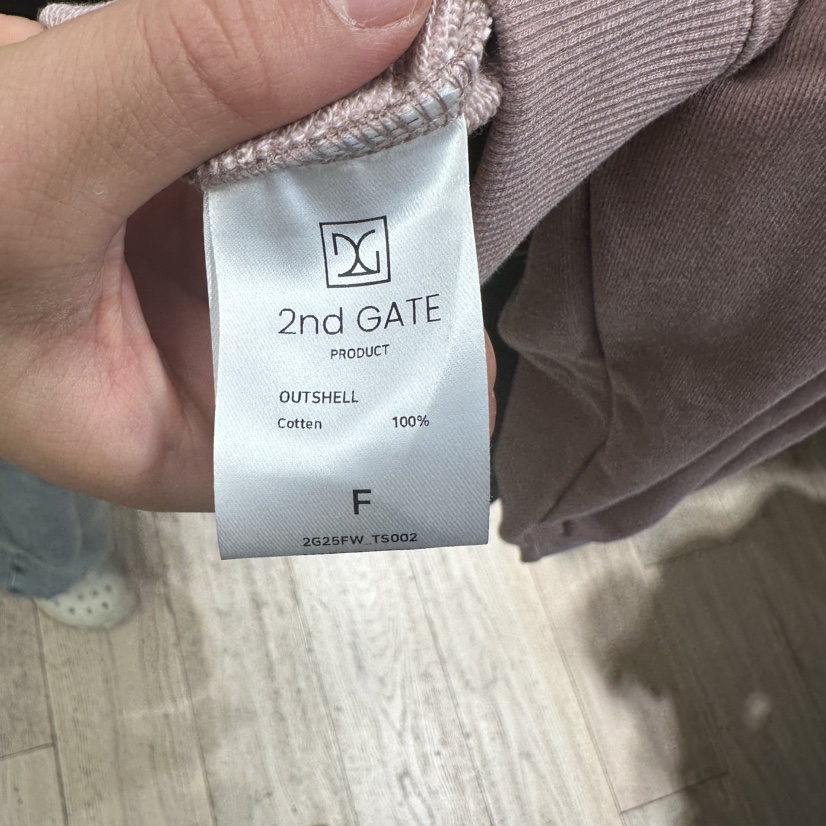 2nd GATE
PRODUCT
OUTSHELL
Cotten 100%
F
2G25FW_TS002